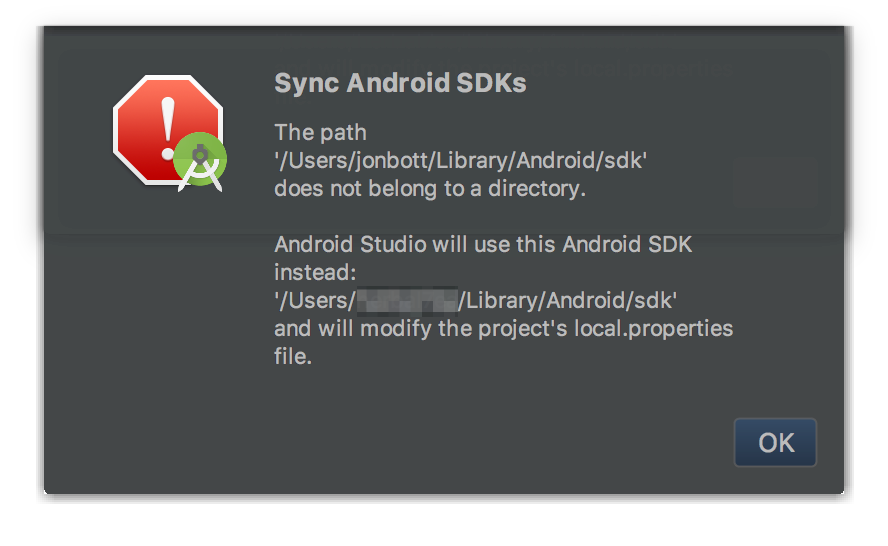 Sync Android SDKs
The path
'/Users/jonbott/Library/Android/sdk'
does not belong to a directory.
Android Studio will use this Android SDK
instead:
'/Users/ /Library/Android/sdk'
and will modify the project's local.properties
file.
OK